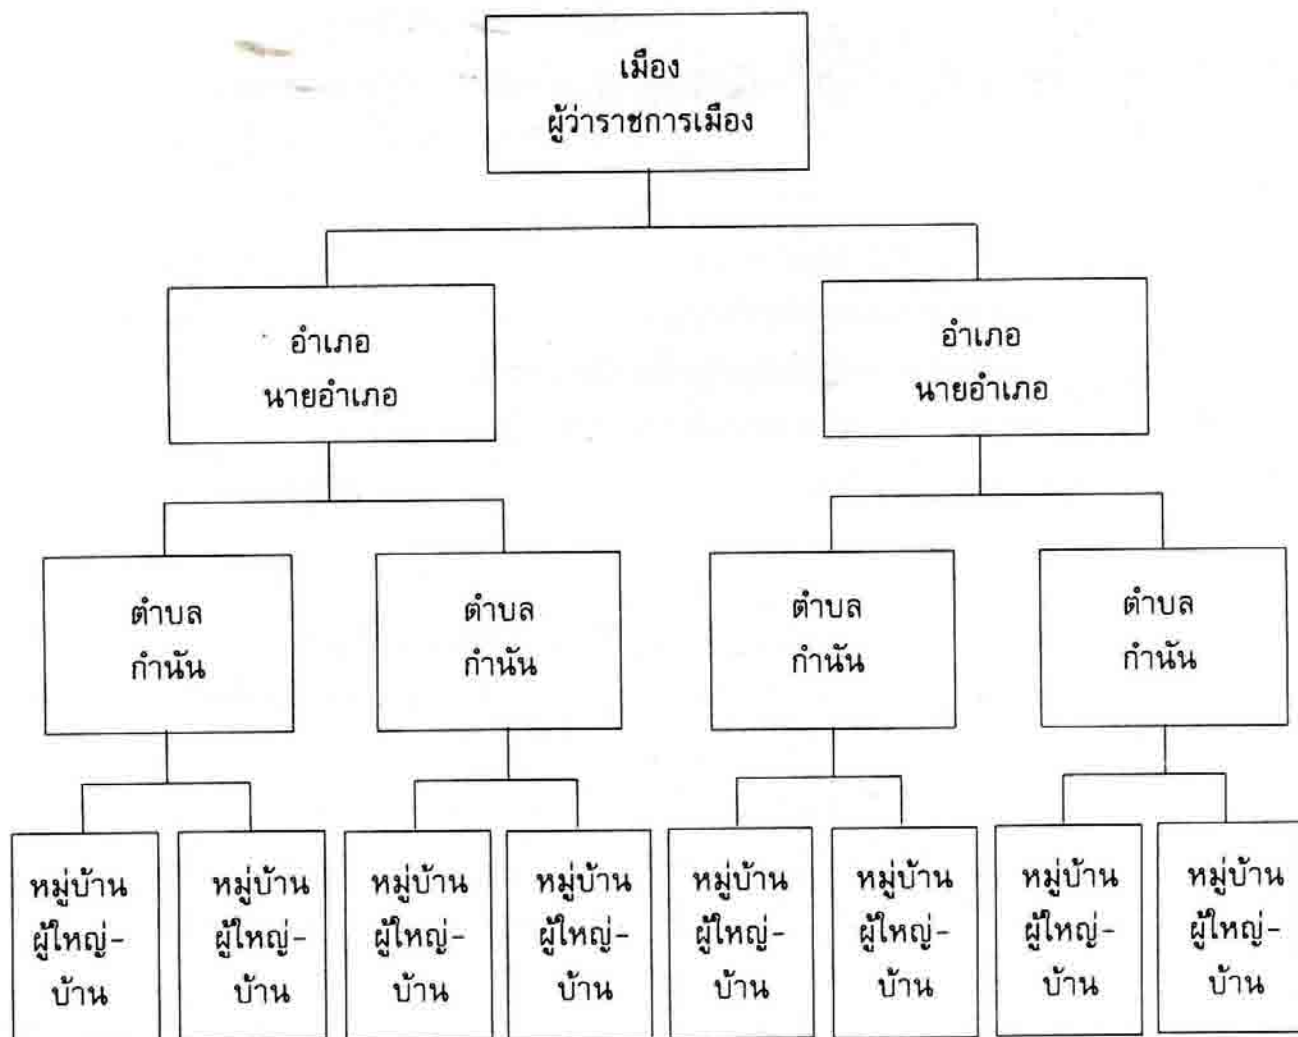 เมือง
ผู้ว่าราชการเมือง
อำเภอ
นายอำเภอ
อำเภอ
นายอำเภอ
ตำบล
กำนัน
ตำบล
กำนัน
ตำบล
กำนัน
ตำบล
กำนัน
หมู่บ้าน
ผู้ใหญ่-
บ้าน
หมู่บ้าน
ผู้ใหญ่-
บ้าน
หมู่บ้าน
ผู้ใหญ่-
บ้าน
หมู่บ้าน
ผู้ใหญ่-
บ้าน
หมู่บ้าน
ผู้ใหญ่-
บ้าน
หมู่บ้าน
ผู้ใหญ่-
บ้าน
หมู่บ้าน
ผู้ใหญ่-
บ้าน
หมู่บ้าน
ผู้ใหญ่-
บ้าน